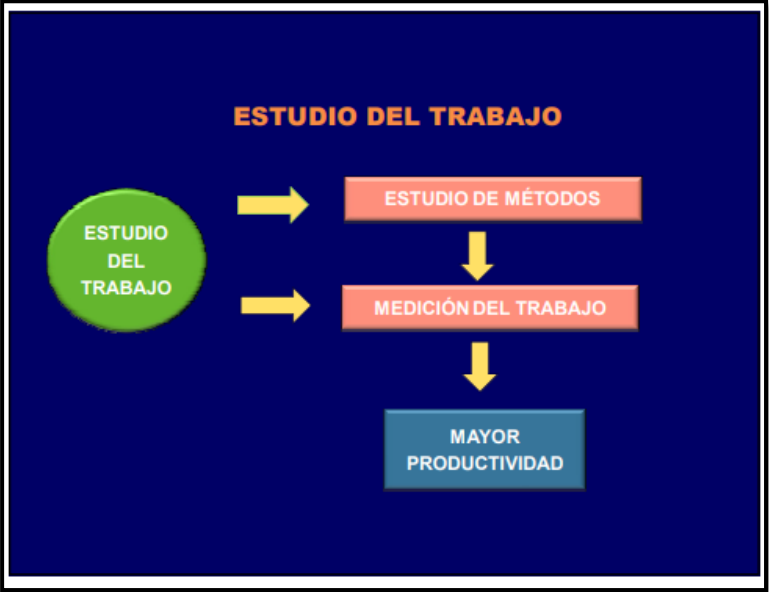 ESTUDIO DEL TRABAJO
ESTUDIO
DEL
TRABAJO
ESTUDIO DE MÉTODOS
MEDICIÓN DEL TRABAJO
MAYOR
PRODUCTIVIDAD